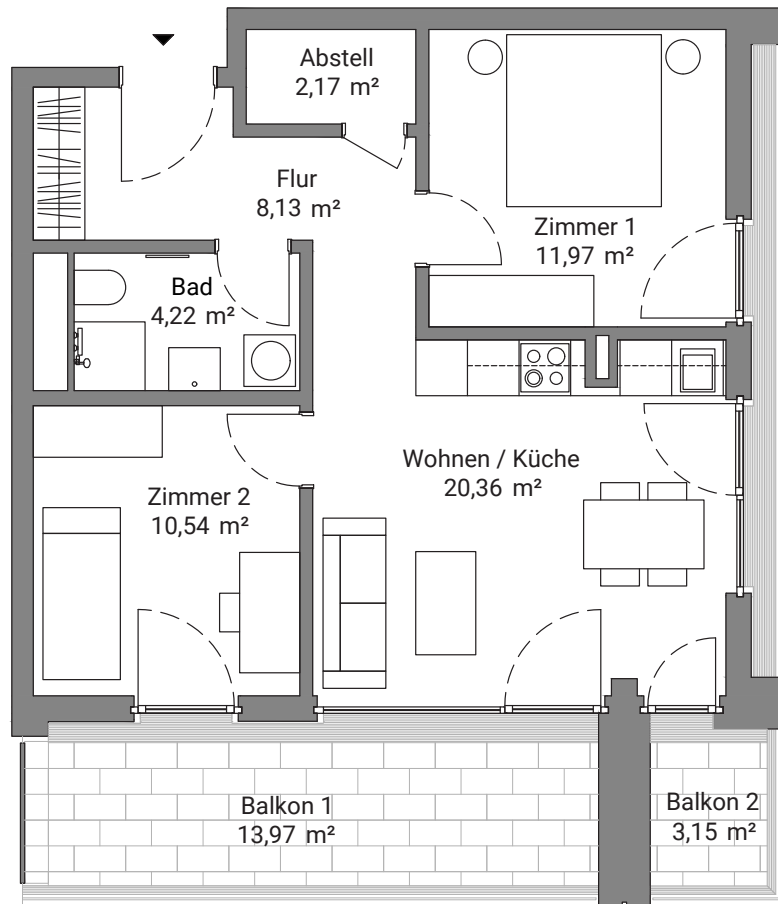 Abstell
2,17 m²
Flur
8,13 m²
Zimmer 1
11,97 m²
Bad
4,22 m²
Wohnen / Küche
20,36 m²
Zimmer 2
10,54 m²
Balkon 1
13,97 m²
Balkon 2
3,15 m²